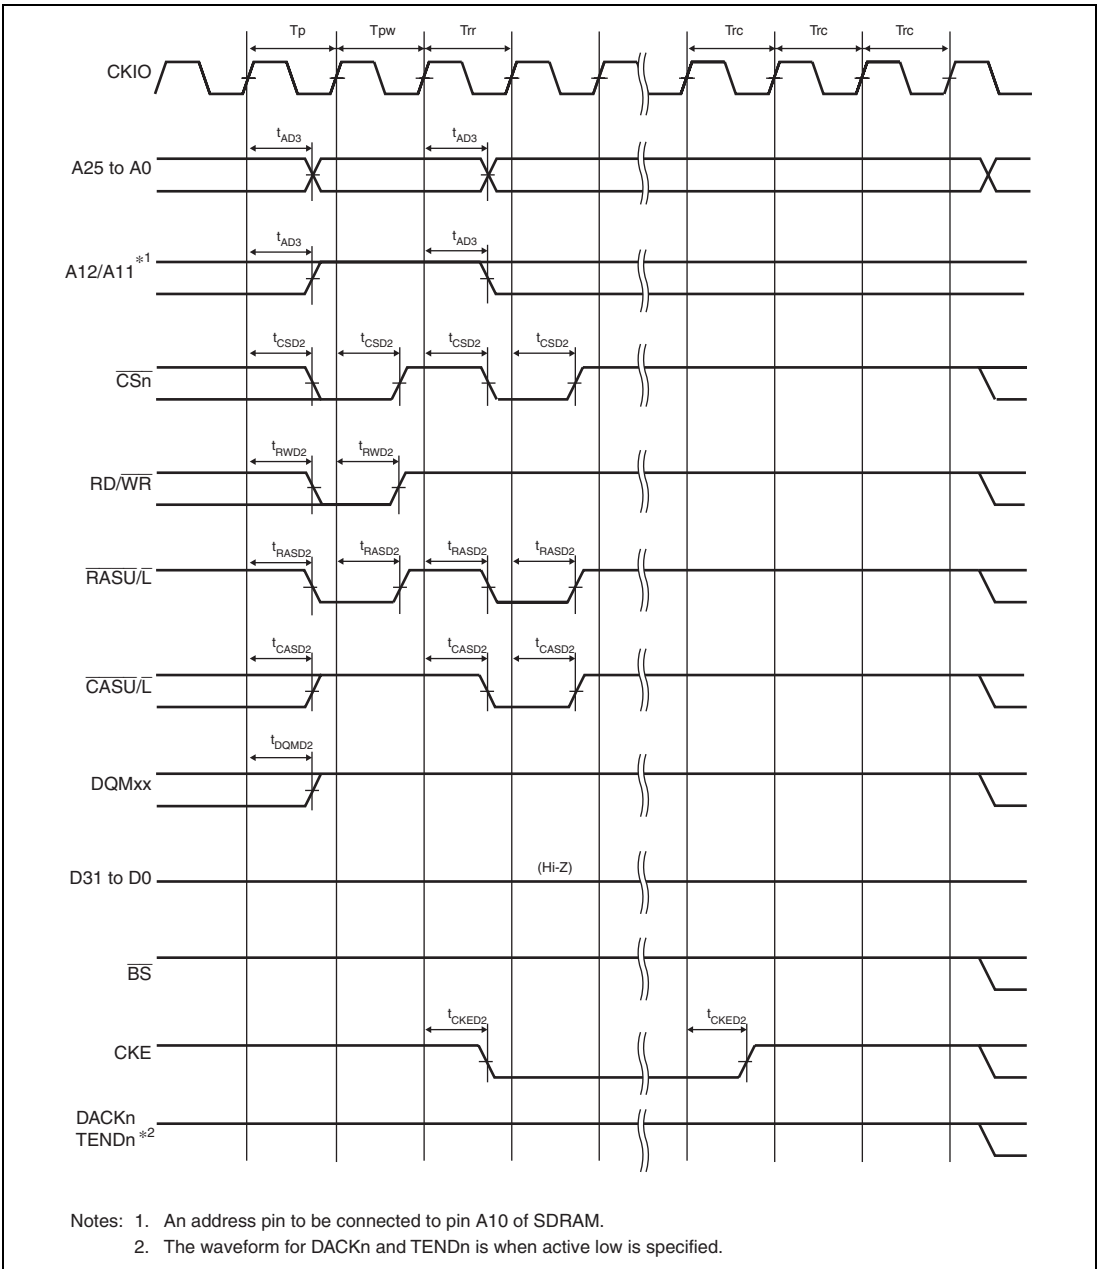 Tp Tpw Trr Trc Trc Trc
CKIO
tAD3 tAD3
A25 to A0
tAD3 tAD3
A12/A11 *1
tCSD2 tCSD2 tCSD2 tCSD2
CSn
tRWD2 tRWD2
RD/WR
tRASD2 tRASD2 tRASD2 tRASD2
RASU/L
tCASD2 tCASD2 tCASD2
CASU/L
tDQMD2
DQMxx
(Hi-Z)
D31 to D0
BS
tCKED2 tCKED2
CKE
DACKn
TENDn *2
Notes: 1. An address pin to be connected to pin A10 of SDRAM.
2. The waveform for DACKn and TENDn is when active low is specified.